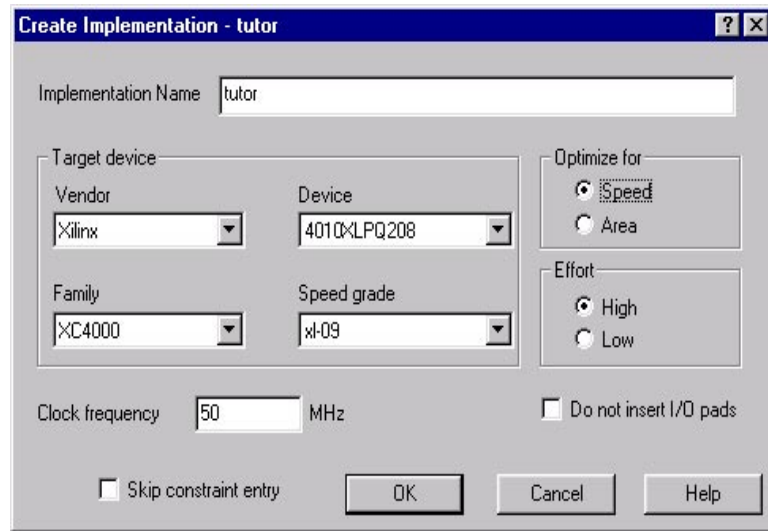 Create Implementation - tutor
Implementation Name tutor
Target device
Vendor Device
Xilinx 4010XLPQ208
Family Speed grade
XC4000 xl-09
Optimize for
Speed
Area
Effort
High
Low
Clock frequency 50 MHz
Do not insert I/O pads
Skip constraint entry
OK Cancel Help